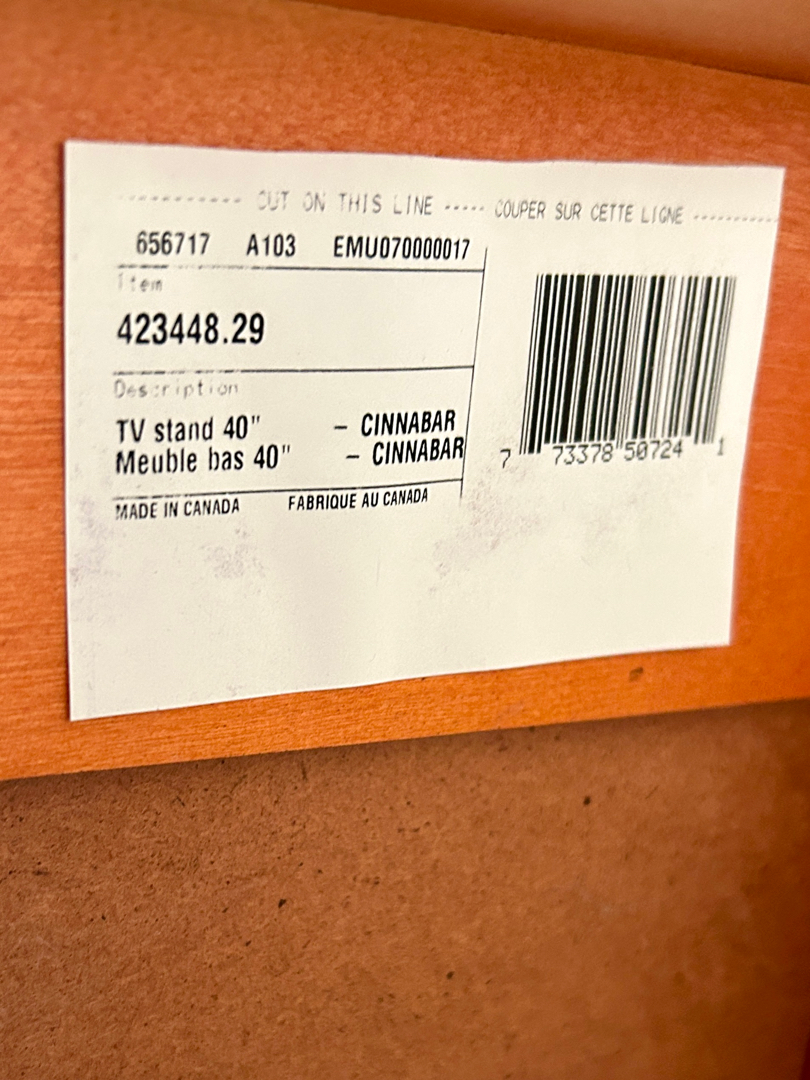 ---------- CUT ON THIS LINE ----- COUPER SUR CETTE LIGNE ----------
656717 A103 EMU070000017
Item
423448.29
Description
TV stand 40" - CINNABAR
Meuble bas 40" - CINNABAR
MADE IN CANADA FABRIQUE AU CANADA
7 73378 50724 1